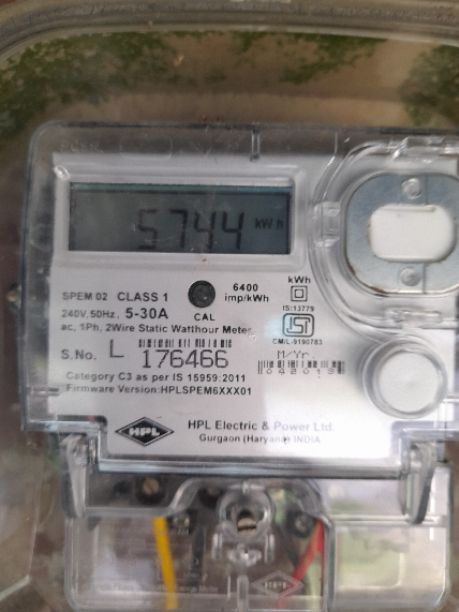 5744 kWh
SPEM 02 CLASS 1
240V, 50Hz, 5-30A
ac, 1Ph, 2Wire Static Watthour Meter
CAL
6400
imp/kWh
kWh
IS:13779
ISI
CM/L-9190783
S.No. L 176466
M/Yr.
Category C3 as per IS 15959:2011
Firmware Version:HPLSPEM6XXX01
HPL
HPL Electric & Power Ltd.
Gurgaon (Haryana) INDIA